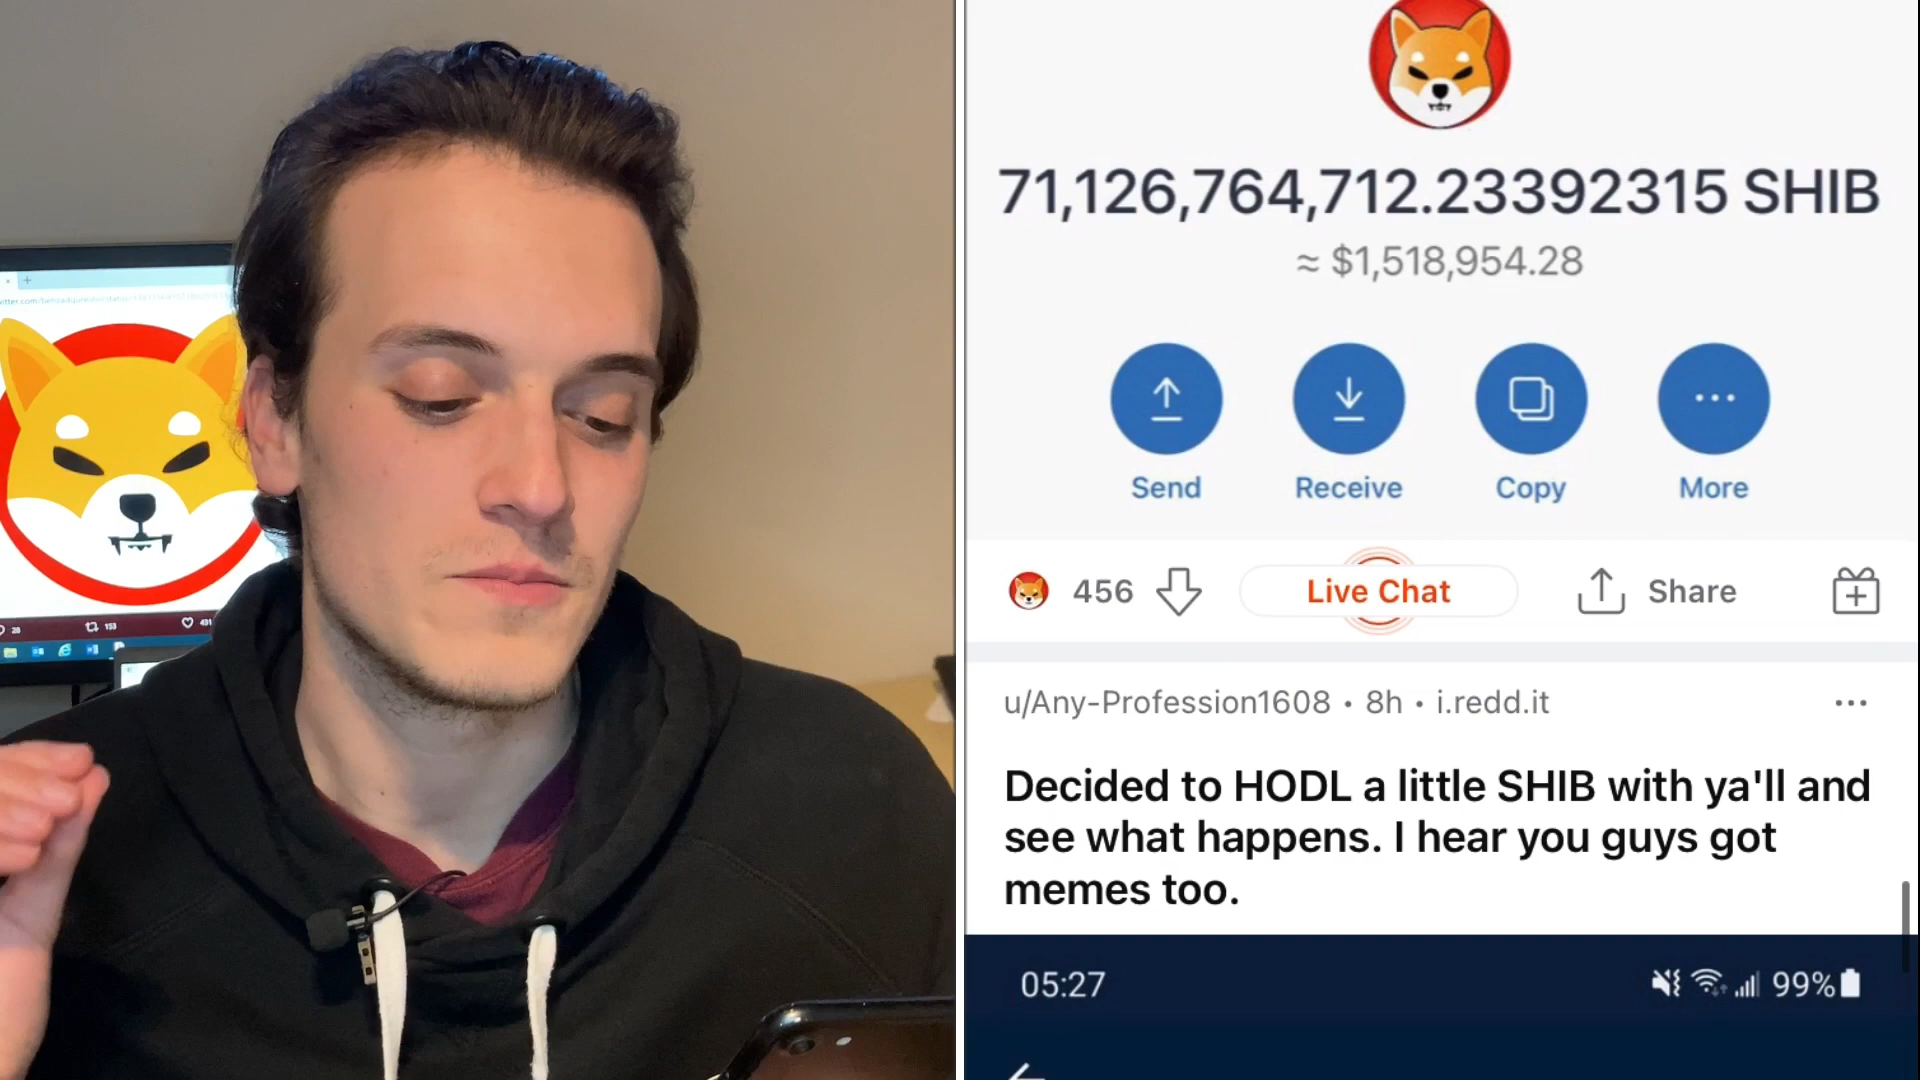 28
153
71,126,764,712.23392315 SHIB
≈ $1,518,954.28
Send
Receive
Copy
More
456
Live Chat
Share
u/Any-Profession1608 • 8h • i.redd.it
Decided to HODL a little SHIB with ya'll and
see what happens. I hear you guys got
memes too.
05:27
99%